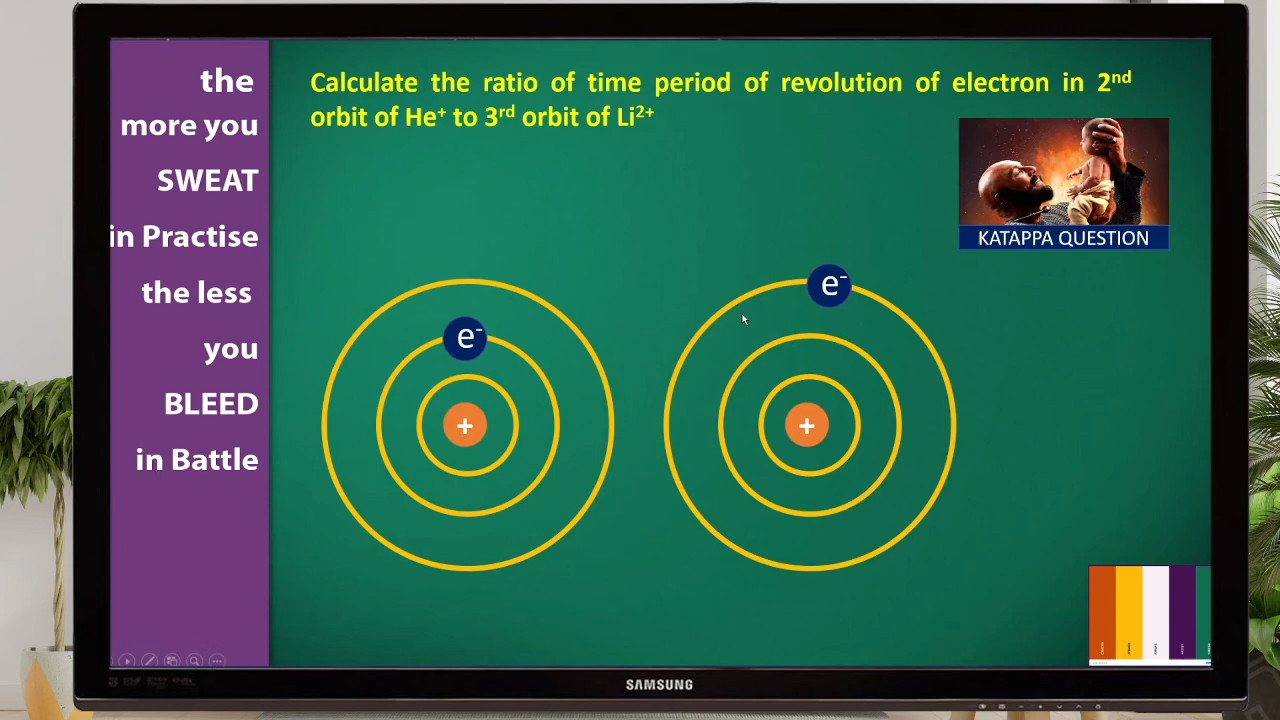 the
more you
SWEAT
in Practise
the less
you
BLEED
in Battle
Calculate the ratio of time period of revolution of electron in 2nd
orbit of He+ to 3rd orbit of Li2+
KATAPPA QUESTION
e-
e-
+
+
SAMSUNG